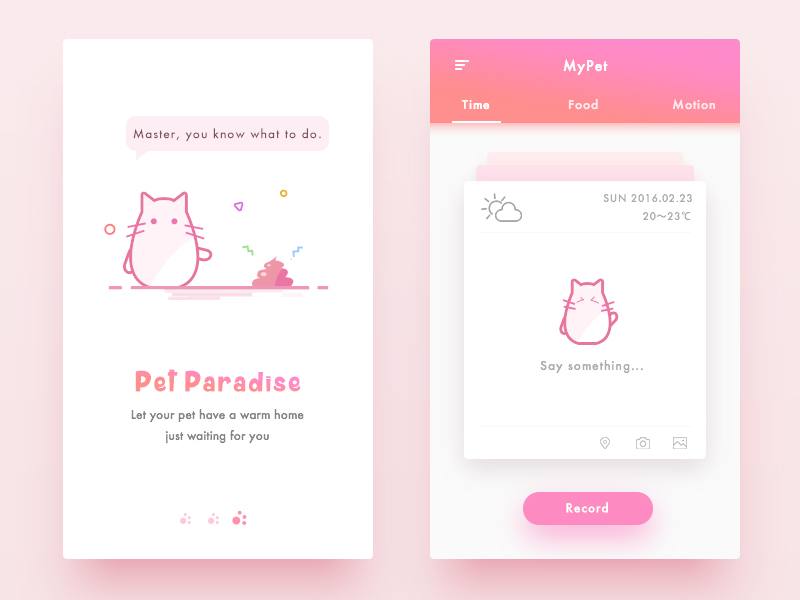 Master, you know what to do.
Pet Paradise
Let your pet have a warm home
just waiting for you
MyPet
Time Food Motion
SUN 2016.02.23
20～23℃
Say something...
Record